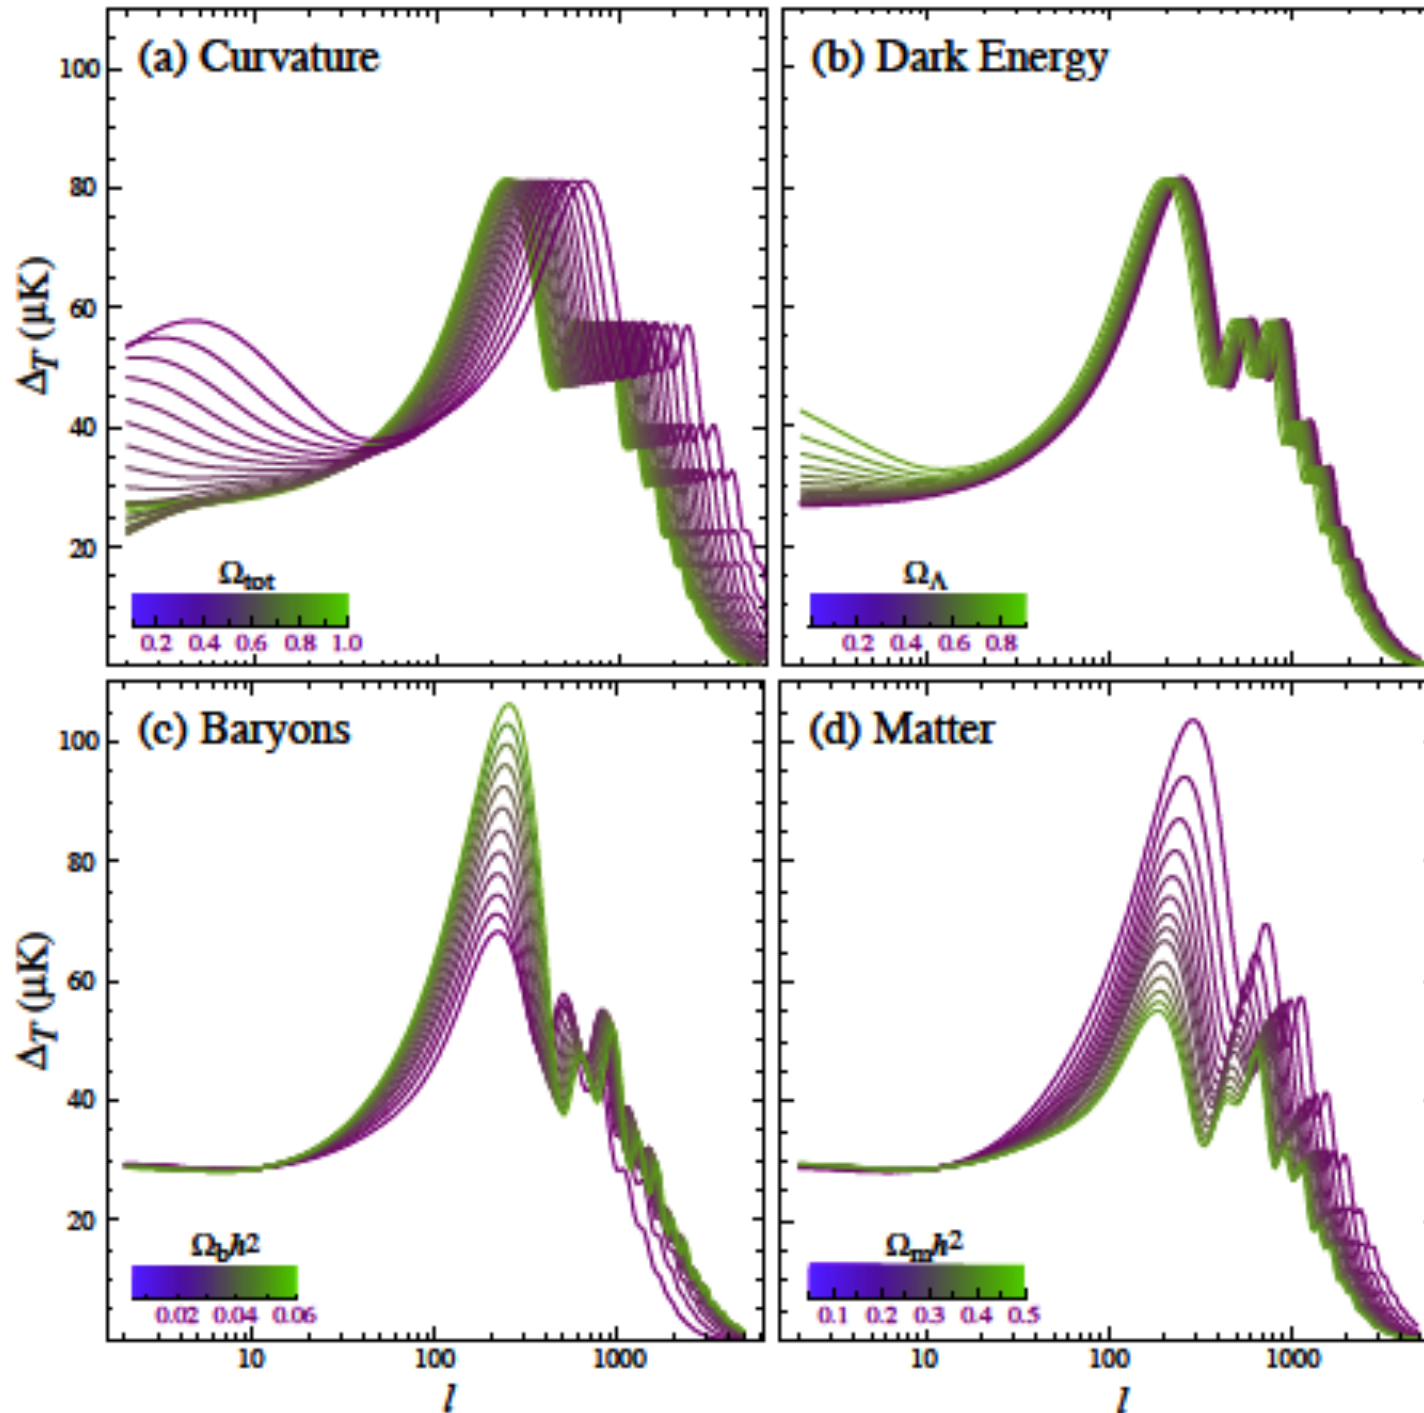 (a) Curvature
(b) Dark Energy
100
80
60
40
20
ΔT (μK)
Ωtot
0.2 0.4 0.6 0.8 1.0
ΩΛ
0.2 0.4 0.6 0.8
(c) Baryons
(d) Matter
100
80
60
40
20
ΔT (μK)
Ωbh2
0.02 0.04 0.06
Ωmh2
0.1 0.2 0.3 0.4 0.5
10 100 1000
10 100 1000
l
l